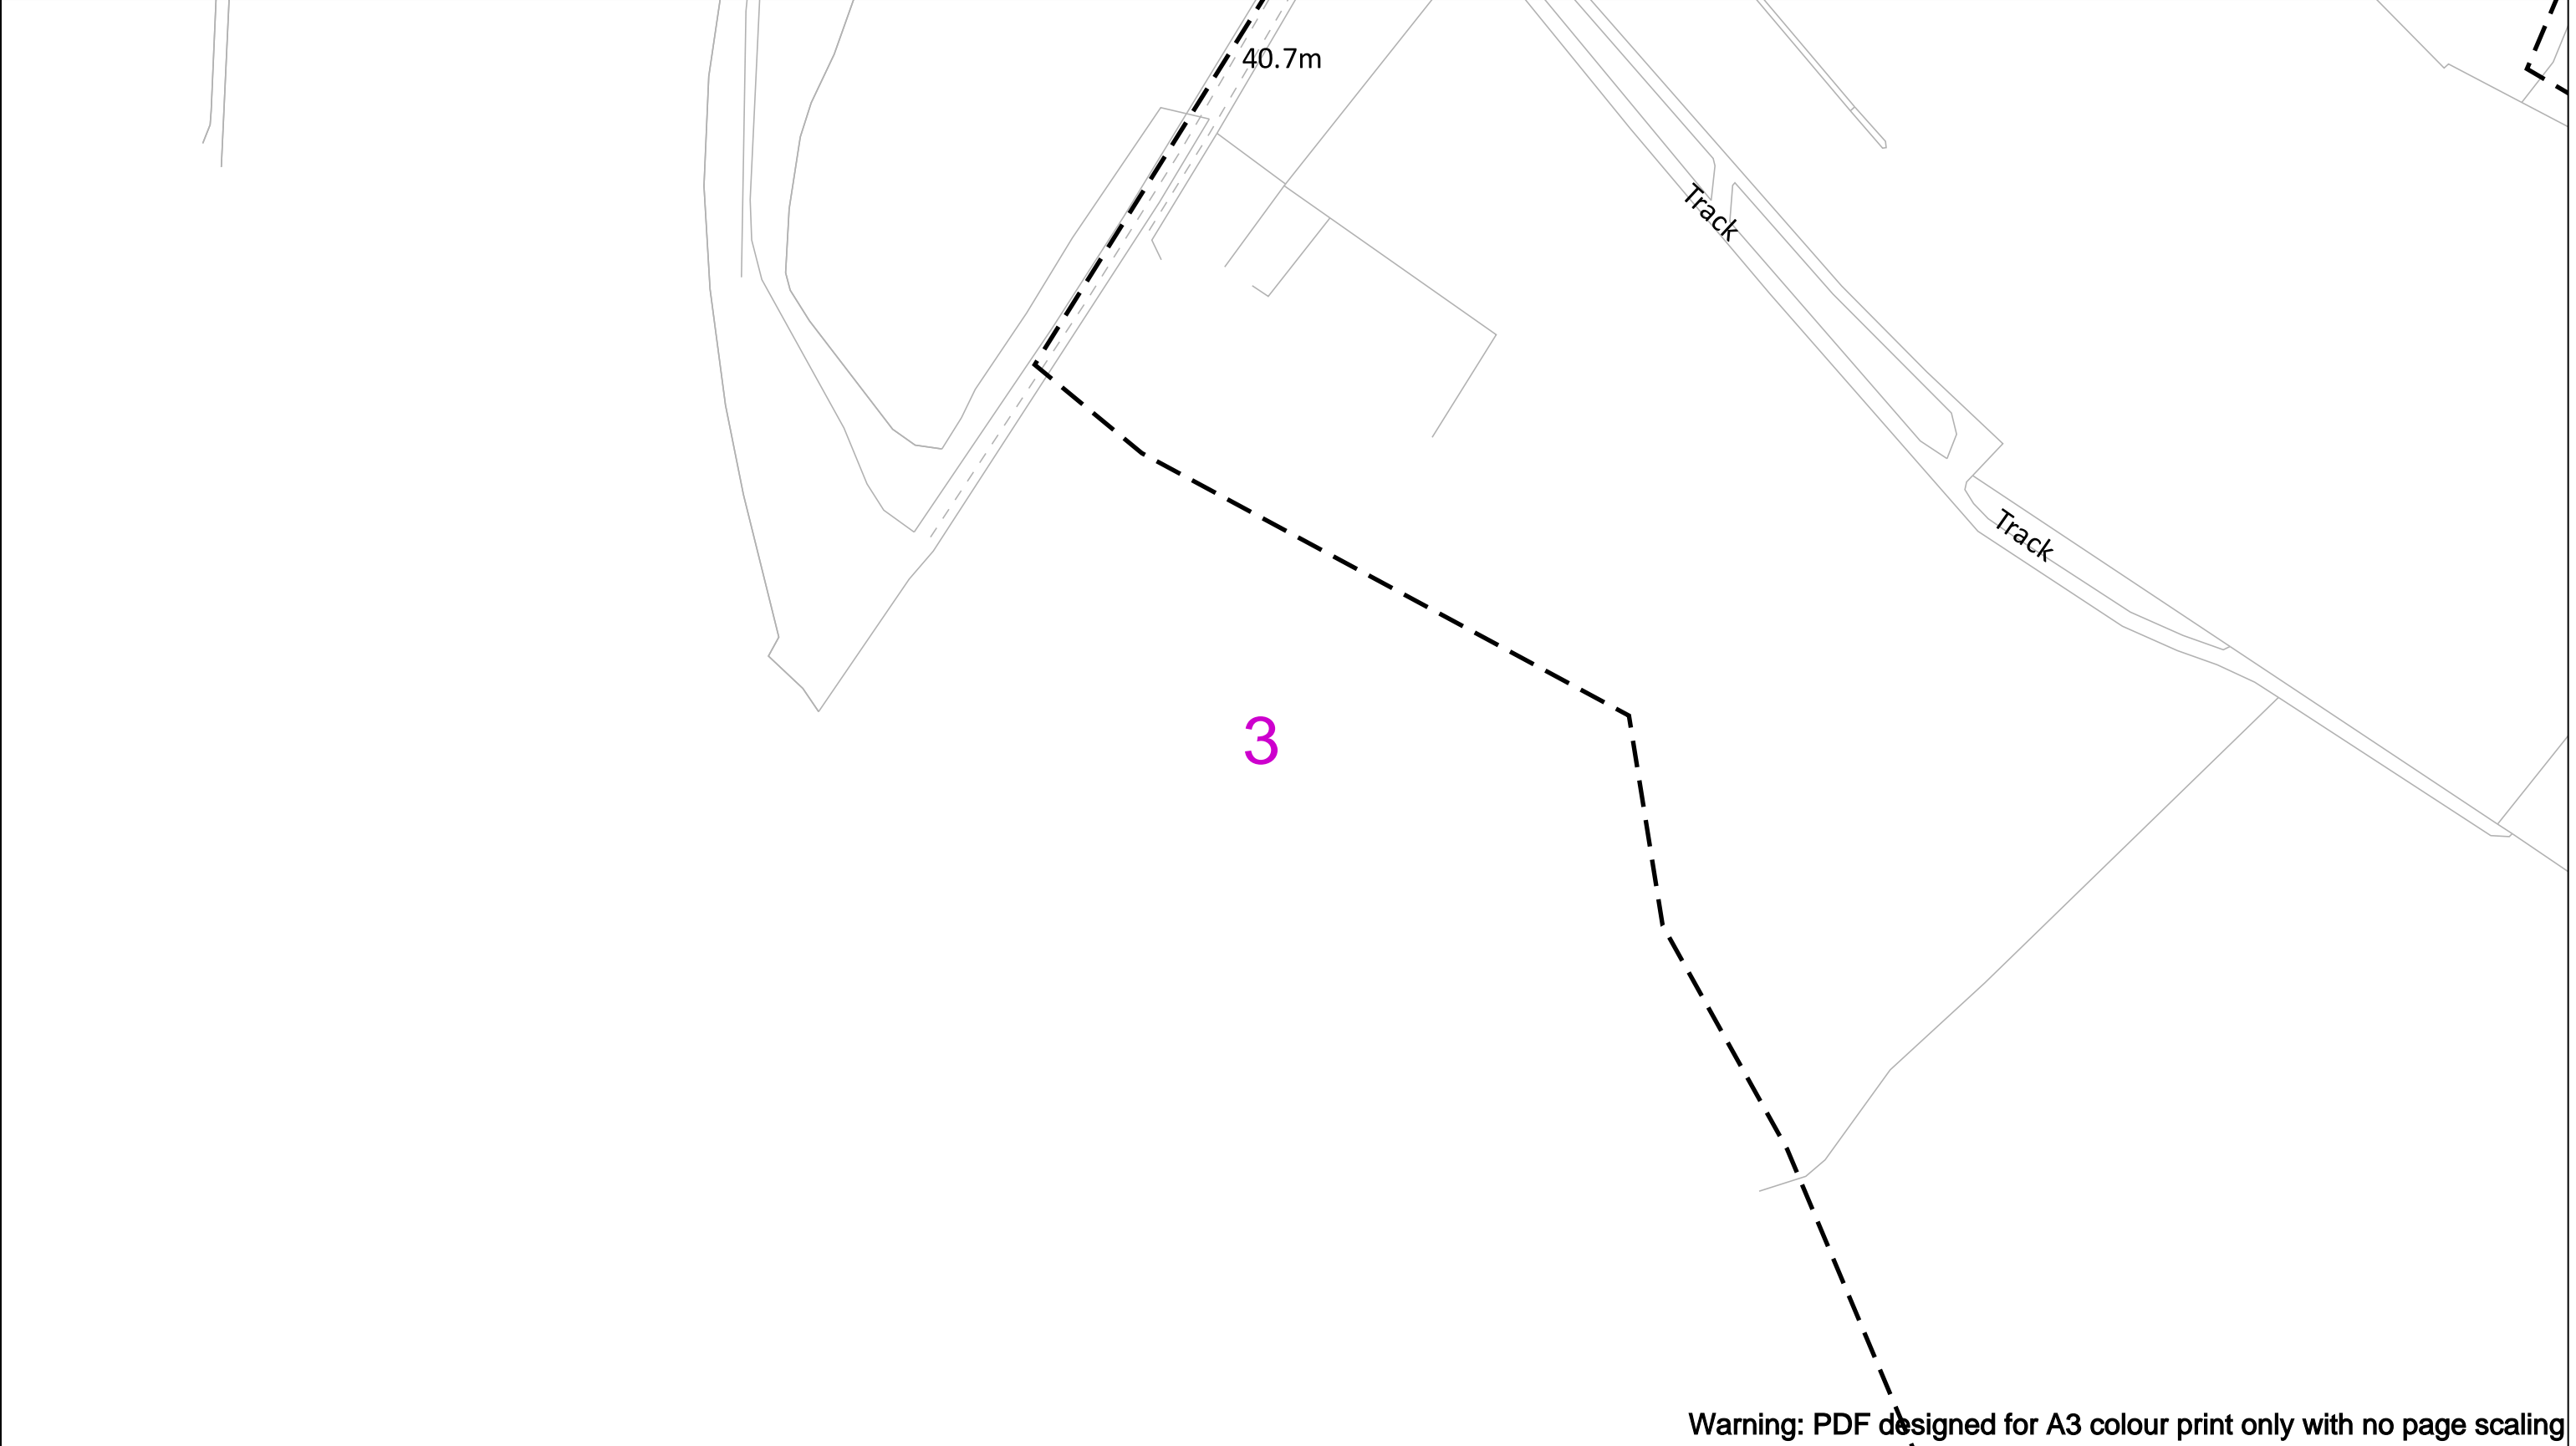 40.7m
Track
Track
3
Warning: PDF designed for A3 colour print only with no page scaling